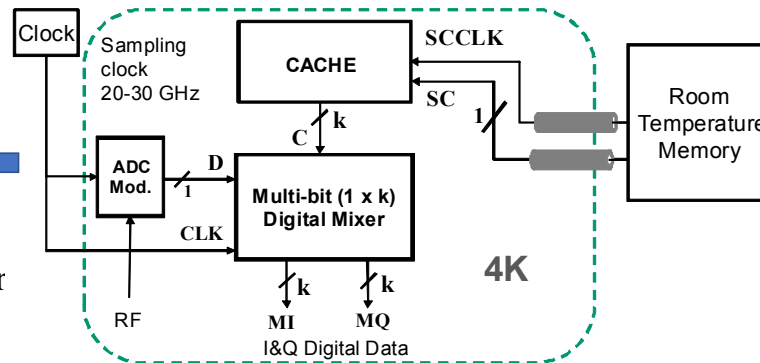 Clock
Sampling
clock
20-30 GHz
CACHE
SCCLK
SC
1
Room
Temperature
Memory
k
C
ADC
Mod.
D
1
Multi-bit (1 x k)
Digital Mixer
CLK
4K
r
k
k
RF
MI
MQ
I&Q Digital Data